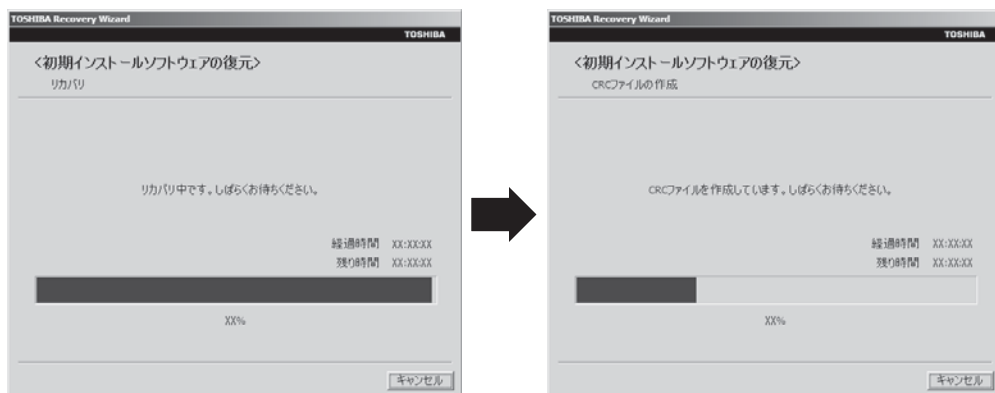 TOSHIBA Recovery Wizard
TOSHIBA
<初期インストールソフトウェアの復元>
リカバリ
リカバリ中です。しばらくお待ちください。
経過時間 XX:XX:XX
残り時間 XX:XX:XX
XX%
キャンセル
TOSHIBA Recovery Wizard
TOSHIBA
<初期インストールソフトウェアの復元>
CRCファイルの作成
CRCファイルを作成しています。しばらくお待ちください。
経過時間 XX:XX:XX
残り時間 XX:XX:XX
XX%
キャンセル